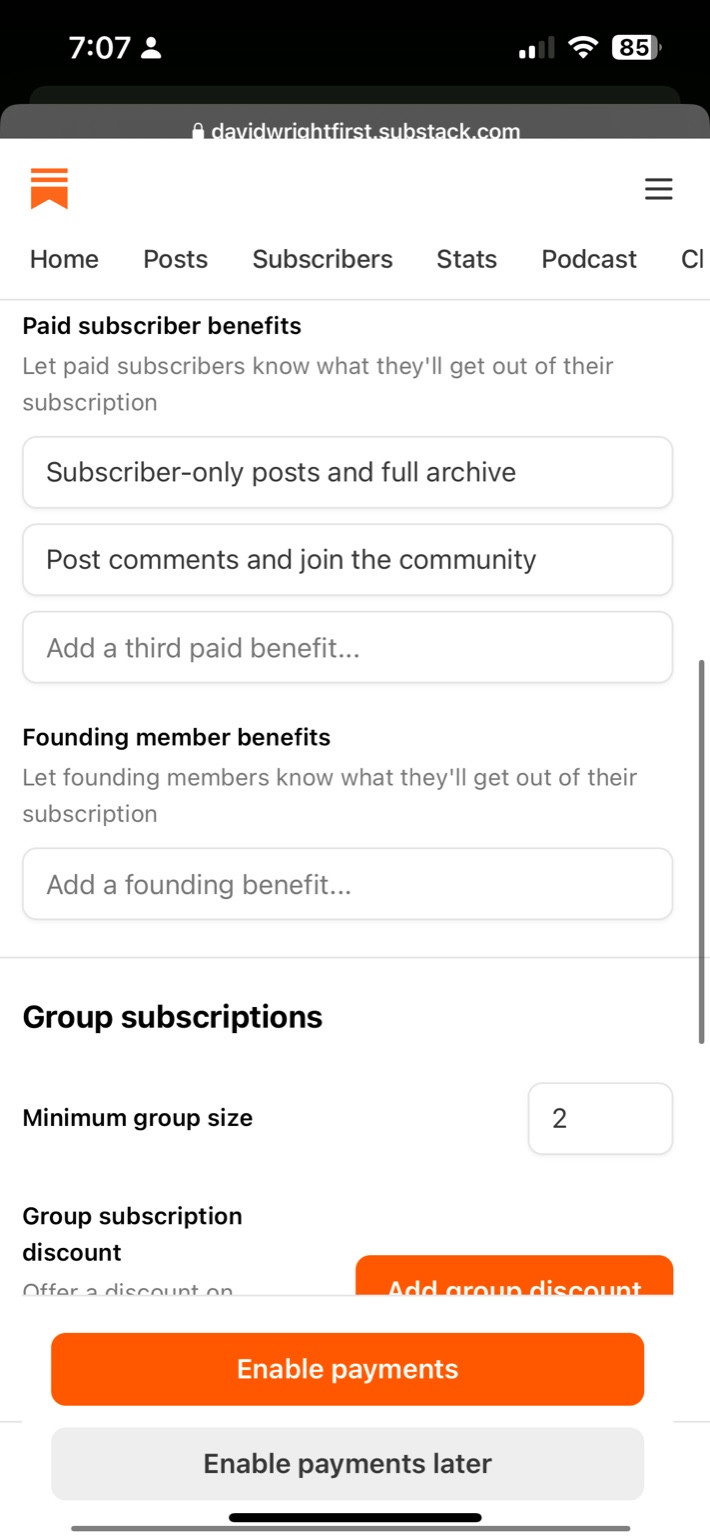 7:07
85
davidwrightfirst.substack.com
Home Posts Subscribers Stats Podcast
Paid subscriber benefits
Let paid subscribers know what they'll get out of their
subscription
Subscriber-only posts and full archive
Post comments and join the community
Add a third paid benefit...
Founding member benefits
Let founding members know what they'll get out of their
subscription
Add a founding benefit...
Group subscriptions
Minimum group size
2
Group subscription
discount
Offer a discount on
Add group discount
Enable payments
Enable payments later